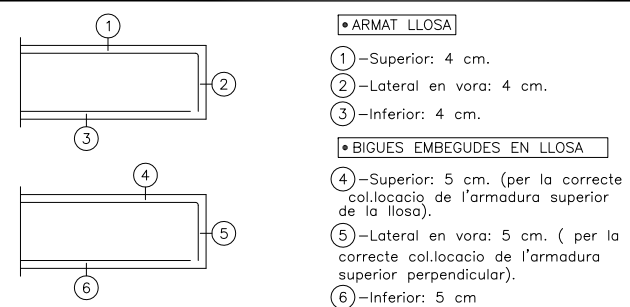 1
2
3
• ARMAT LLOSA
1 -Superior: 4 cm.
2 -Lateral en vora: 4 cm.
3 -Inferior: 4 cm.
4
5
6
• BIGUES EMBEGUDES EN LLOSA
4 -Superior: 5 cm. (per la correcte
col.locacio de l'armadura superior
de la llosa).
5 -Lateral en vora: 5 cm. ( per la
correcte col.locacio de l'armadura
superior perpendicular).
6 -Inferior: 5 cm